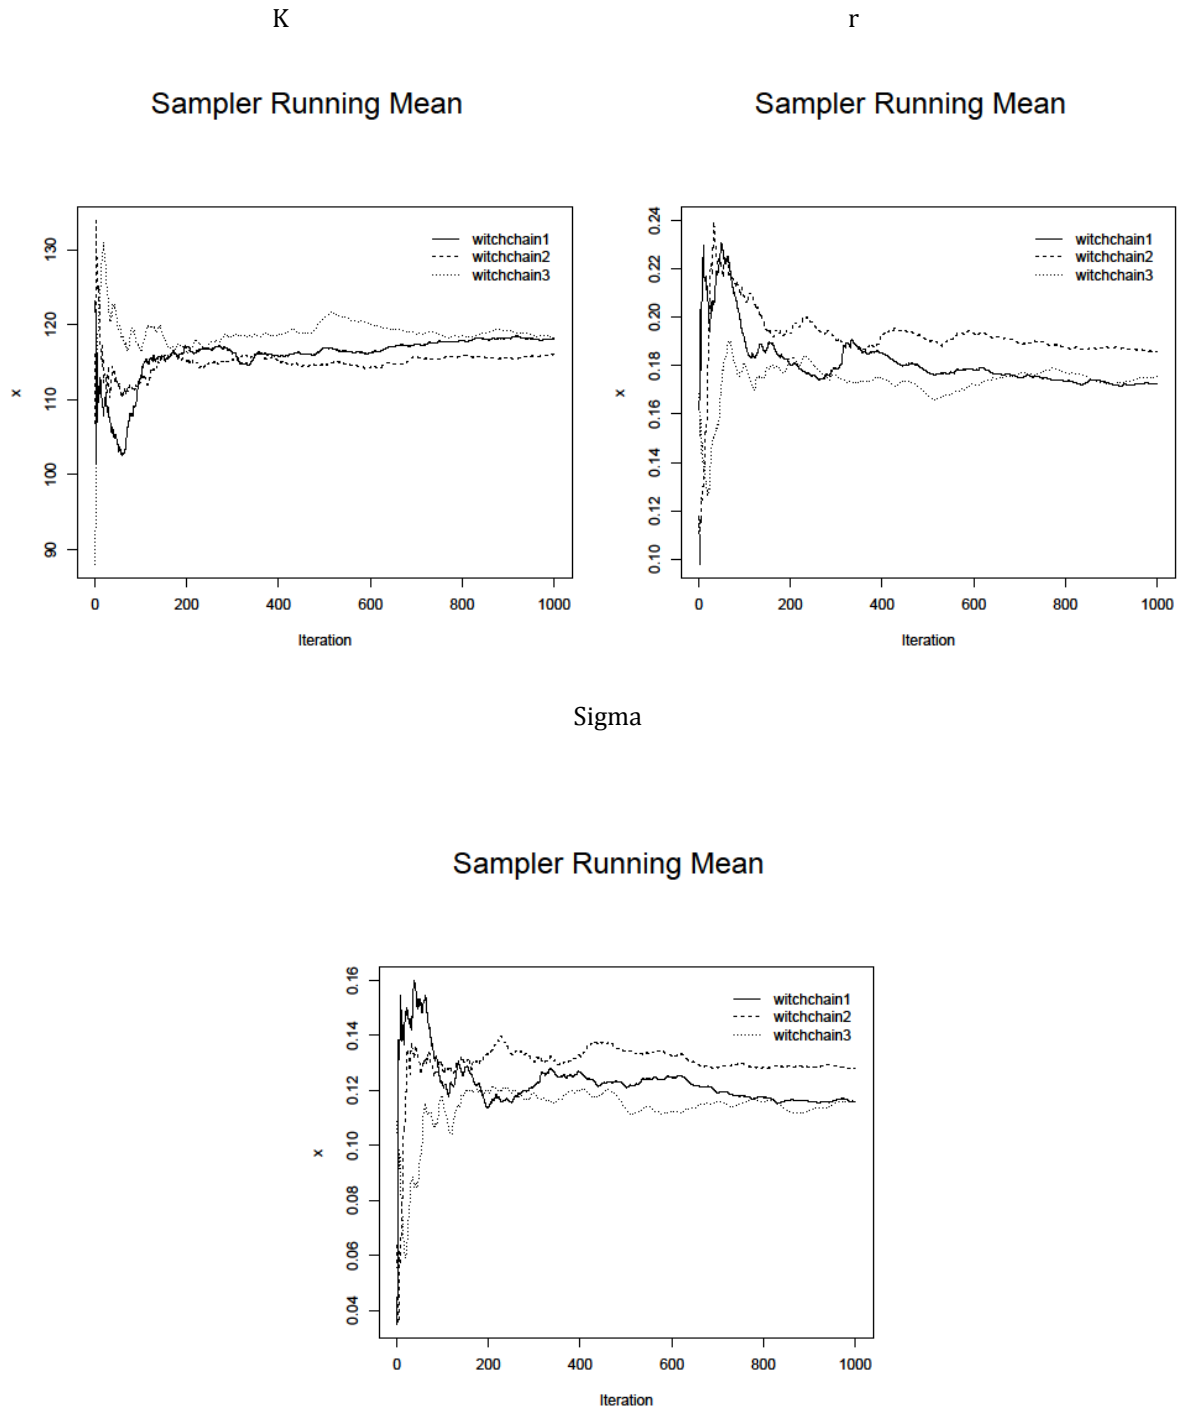 K
r
Sampler Running Mean
Sampler Running Mean
witchchain1
witchchain2
witchchain3
130
120
110
100
90
x
0 200 400 600 800 1000
Iteration
witchchain1
witchchain2
witchchain3
0.24
0.22
0.20
0.18
0.16
0.14
0.12
0.10
x
0 200 400 600 800 1000
Iteration
Sigma
Sampler Running Mean
witchchain1
witchchain2
witchchain3
0.16
0.14
0.12
0.10
0.08
0.06
0.04
x
0 200 400 600 800 1000
Iteration